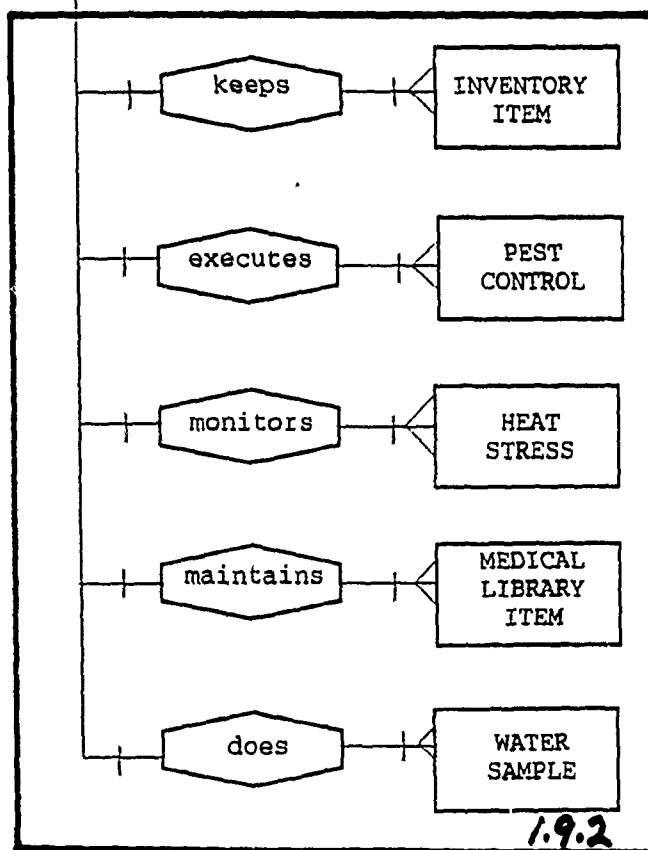 keeps
INVENTORY
ITEM
executes
PEST
CONTROL
monitors
HEAT
STRESS
maintains
MEDICAL
LIBRARY
ITEM
does
WATER
SAMPLE
1.9.2